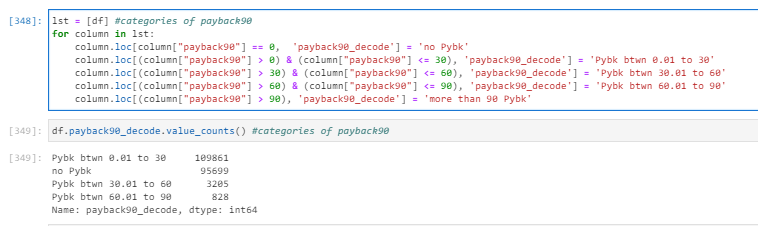 [348]: lst = [df] #categories of payback90
for column in lst:
    column.loc[column["payback90"] == 0,  'payback90_decode'] = 'no Pybk'
    column.loc[(column["payback90"] > 0) & (column["payback90"] <= 30), 'payback90_decode'] = 'Pybk btwn 0.01 to 30'
    column.loc[(column["payback90"] > 30) & (column["payback90"] <= 60), 'payback90_decode'] = 'Pybk btwn 30.01 to 60'
    column.loc[(column["payback90"] > 60) & (column["payback90"] <= 90), 'payback90_decode'] = 'Pybk btwn 60.01 to 90'
    column.loc[(column["payback90"] > 90), 'payback90_decode'] = 'more than 90 Pybk'
[349]: df.payback90_decode.value_counts() #categories of payback90
[349]: Pybk btwn 0.01 to 30     109861
no Pybk                   95699
Pybk btwn 30.01 to 60      3205
Pybk btwn 60.01 to 90       828
Name: payback90_decode, dtype: int64